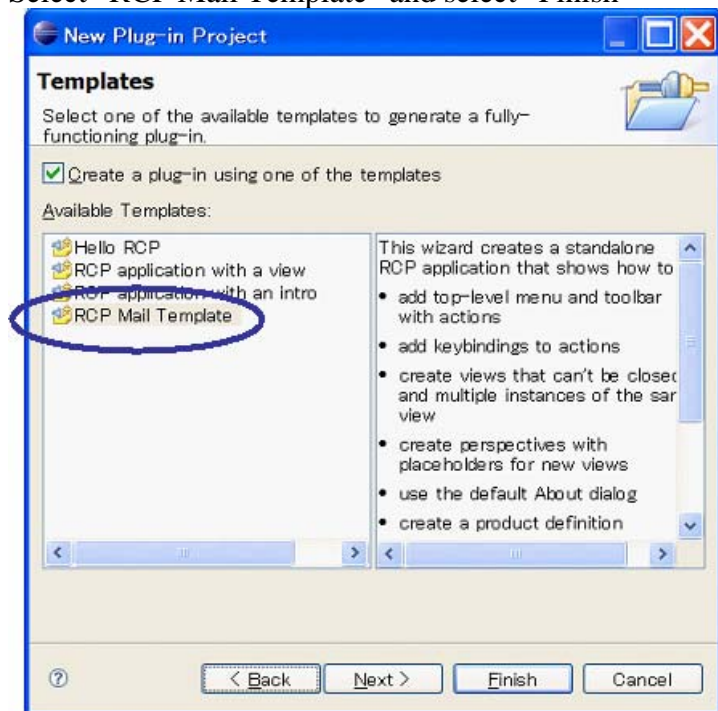 Select "RCP Mail Template" and select "Finish"
New Plug-in Project
Templates
Select one of the available templates to generate a fully-
functioning plug-in.
Create a plug-in using one of the templates
Available Templates:
Hello RCP
RCP application with a view
RCP application with an intro
RCP Mail Template
This wizard creates a standalone
RCP application that shows how to
• add top-level menu and toolbar
with actions
• add keybindings to actions
• create views that can't be
and multiple instances of the
view
• create perspectives with
placeholders for new views
• use the default About dialog
• create a product definition
? < Back Next > Finish Cancel